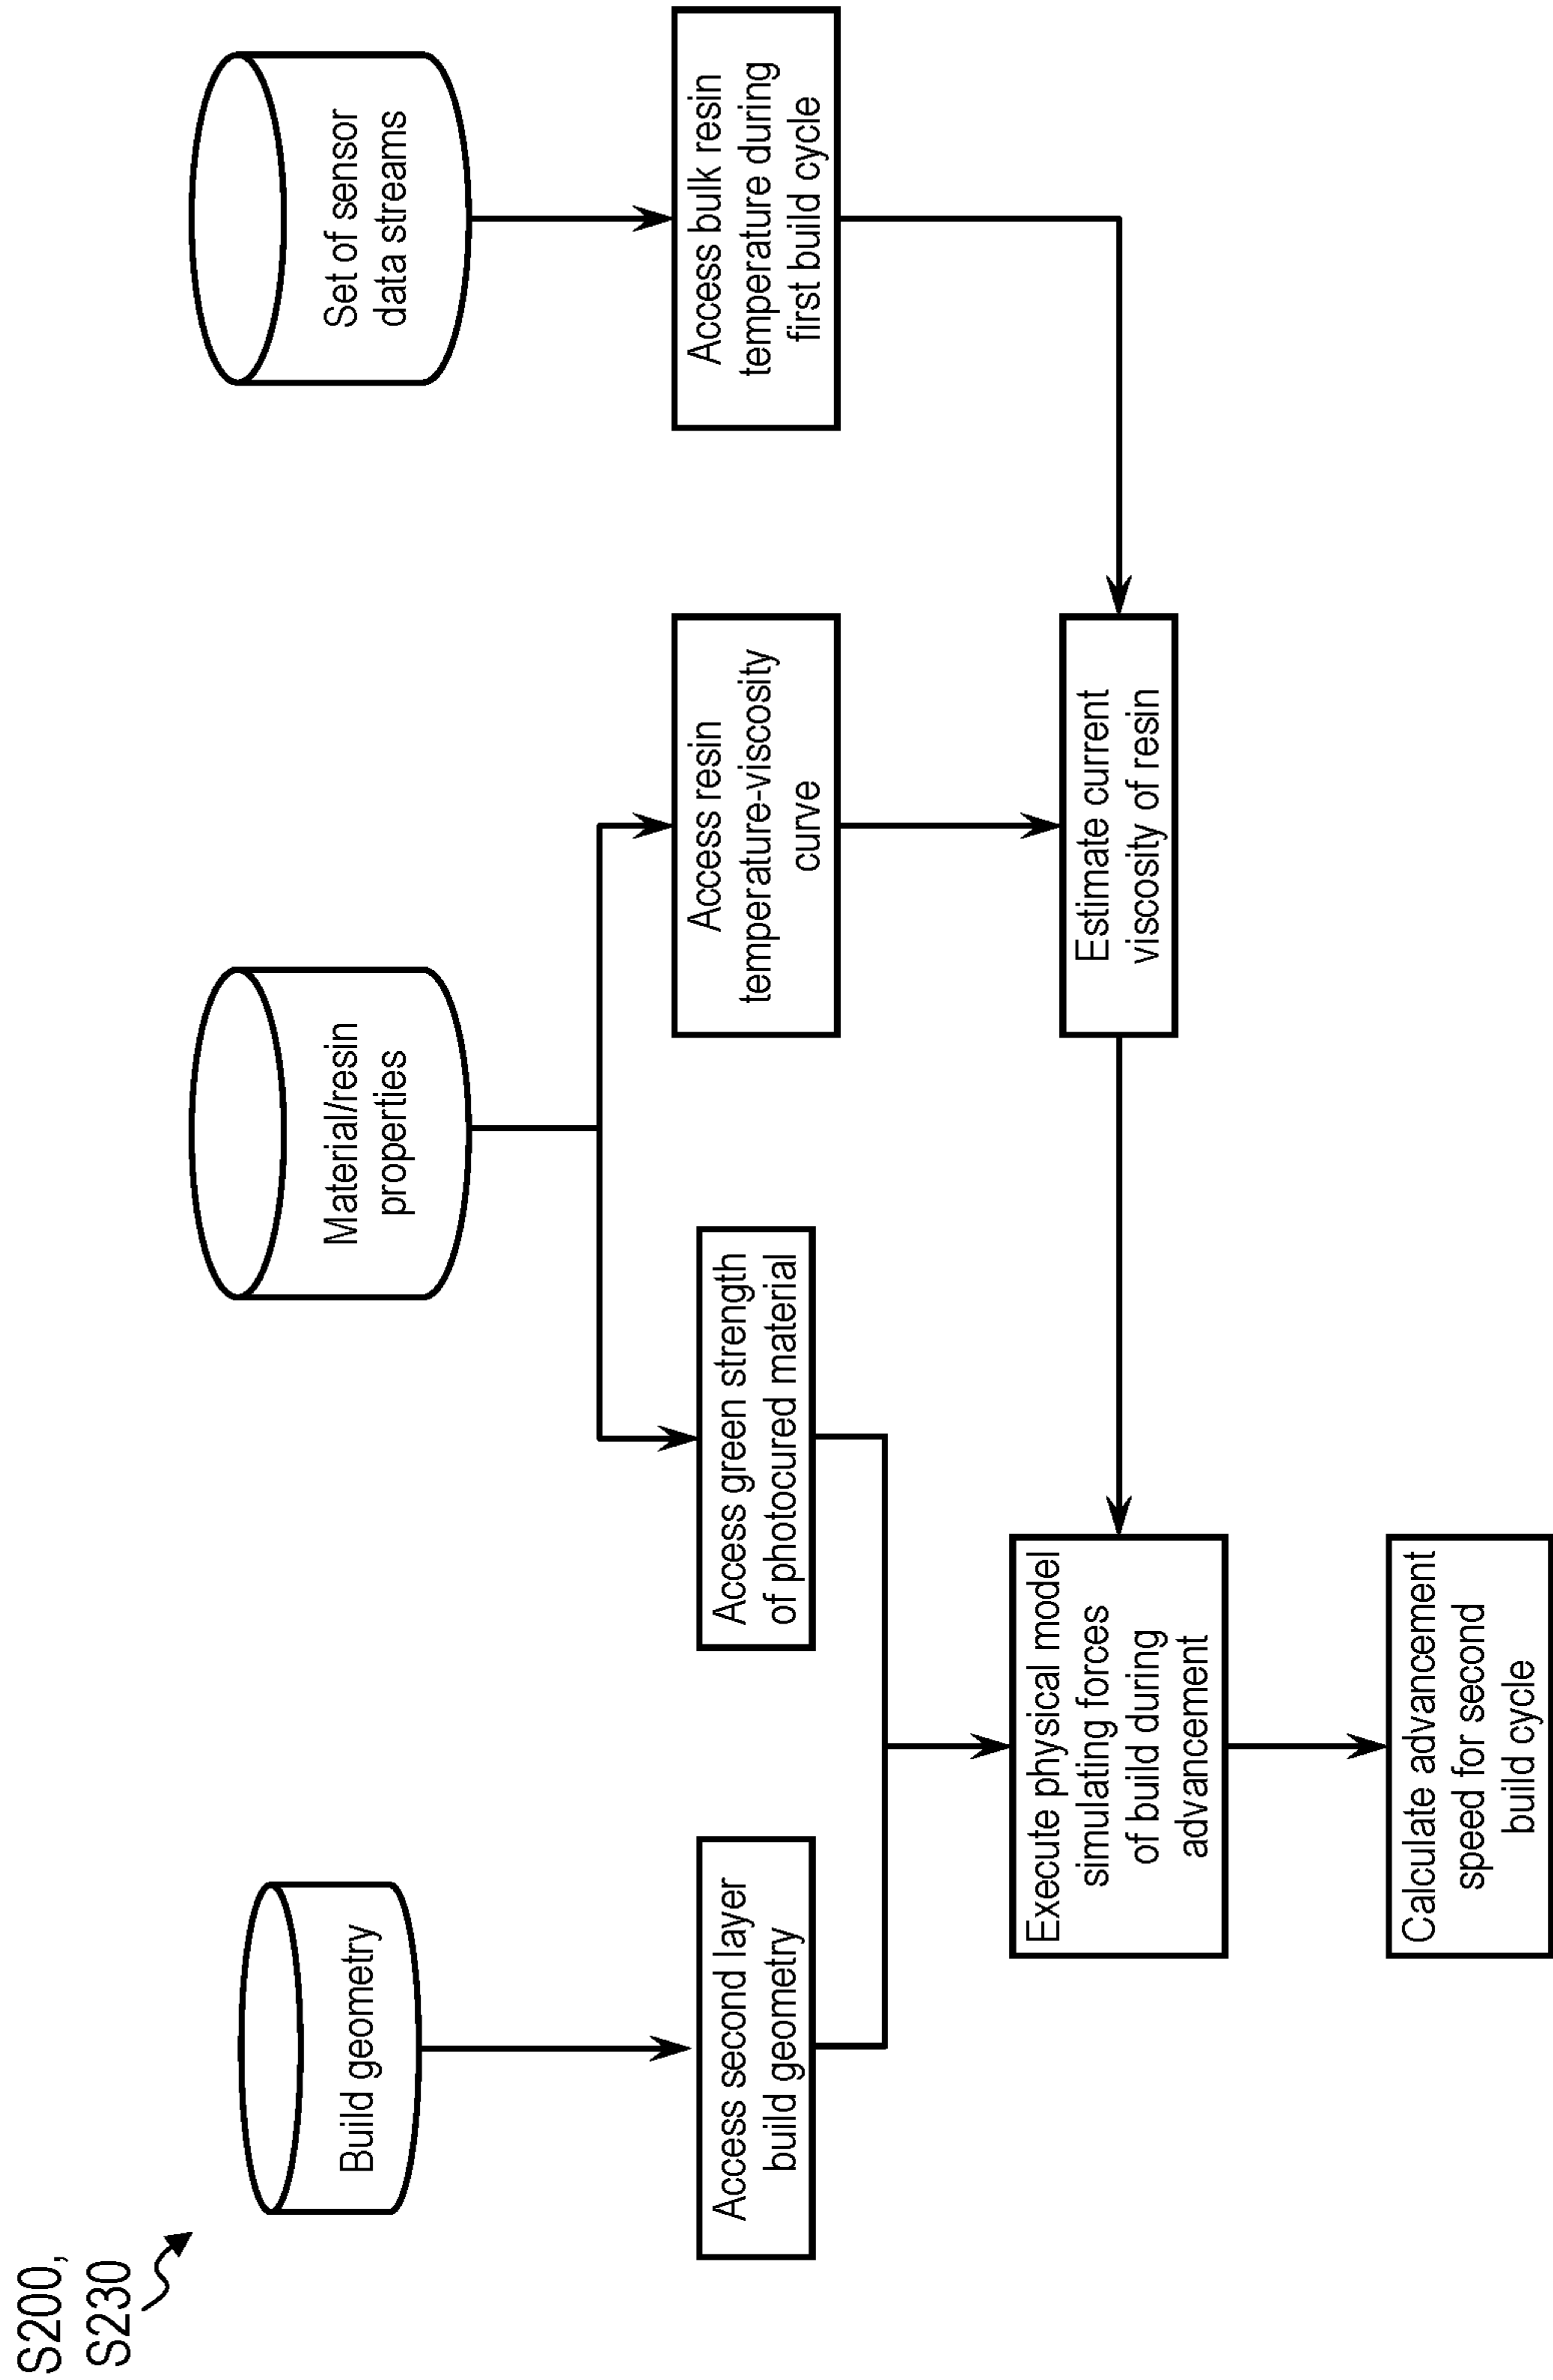 S200,
S230
Build geometry
Material/resin
properties
Set of sensor
data streams
Access second layer
build geometry
Access green strength
of photocured material
Access resin
temperature-viscosity
curve
Access bulk resin
temperature during
first build cycle
Execute physical model
simulating forces
of build during
advancement
Estimate current
viscosity of resin
Calculate advancement
speed for second
build cycle